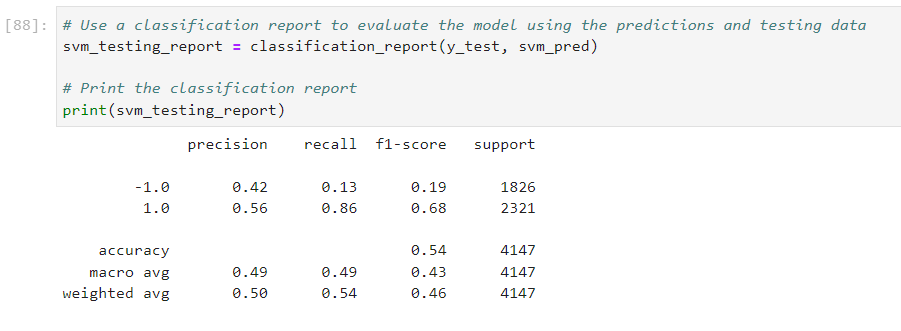 [88]: # Use a classification report to evaluate the model using the predictions and testing data
svm_testing_report = classification_report(y_test, svm_pred)
# Print the classification report
print(svm_testing_report)
precision recall f1-score support
-1.0 0.42 0.13 0.19 1826
1.0 0.56 0.86 0.68 2321
accuracy 0.54 4147
macro avg 0.49 0.49 0.43 4147
weighted avg 0.50 0.54 0.46 4147